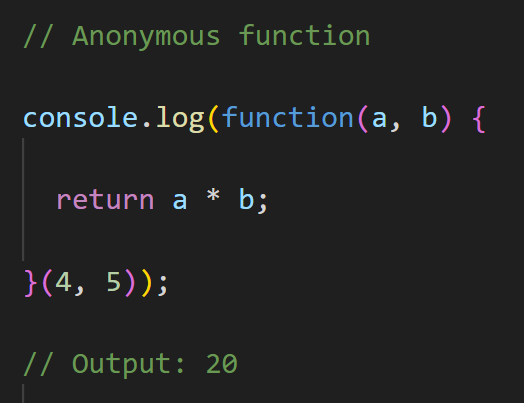 // Anonymous function
console.log(function(a, b) {
return a * b;
}(4, 5));
// Output: 20